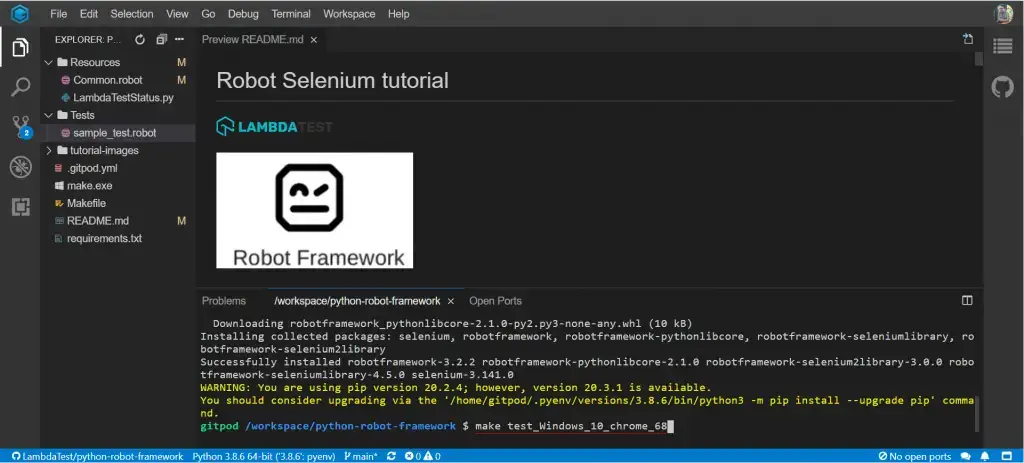 File Edit Selection View Go Debug Terminal Workspace Help
EXPLORER: P...
Preview README.md ×
Resources M
Common.robot M
LambdaTestStatus.py
Tests
sample_test.robot
tutorial-images
.gitpod.yml
make.exe
Makefile
README.md M
requirements.txt
2
Robot Selenium tutorial
LAMBDATEST
Robot Framework
Problems /workspace/python-robot-framework × Open Ports
Downloading robotframework_pythonlibcore-2.1.0-py2.py3-none-any.whl (10 kB)
Installing collected packages: selenium, robotframework, robotframework-pythonlibcore, robotframework-seleniumlibrary, ro
botframework-selenium2library
Successfully installed robotframework-3.2.2 robotframework-pythonlibcore-2.1.0 robotframework-selenium2library-3.0.0 robo
tframework-seleniumlibrary-4.5.0 selenium-3.141.0
WARNING: You are using pip version 20.2.4; however, version 20.3.1 is available.
You should consider upgrading via the '/home/gitpod/.pyenv/versions/3.8.6/bin/python3 -m pip install --upgrade pip' comma
nd.
gitpod /workspace/python-robot-framework $ make test_Windows_10_chrome_68
LambdaTest/python-robot-framework Python 3.8.6 64-bit ('3.8.6': pyenv) main* 0 0 No open ports